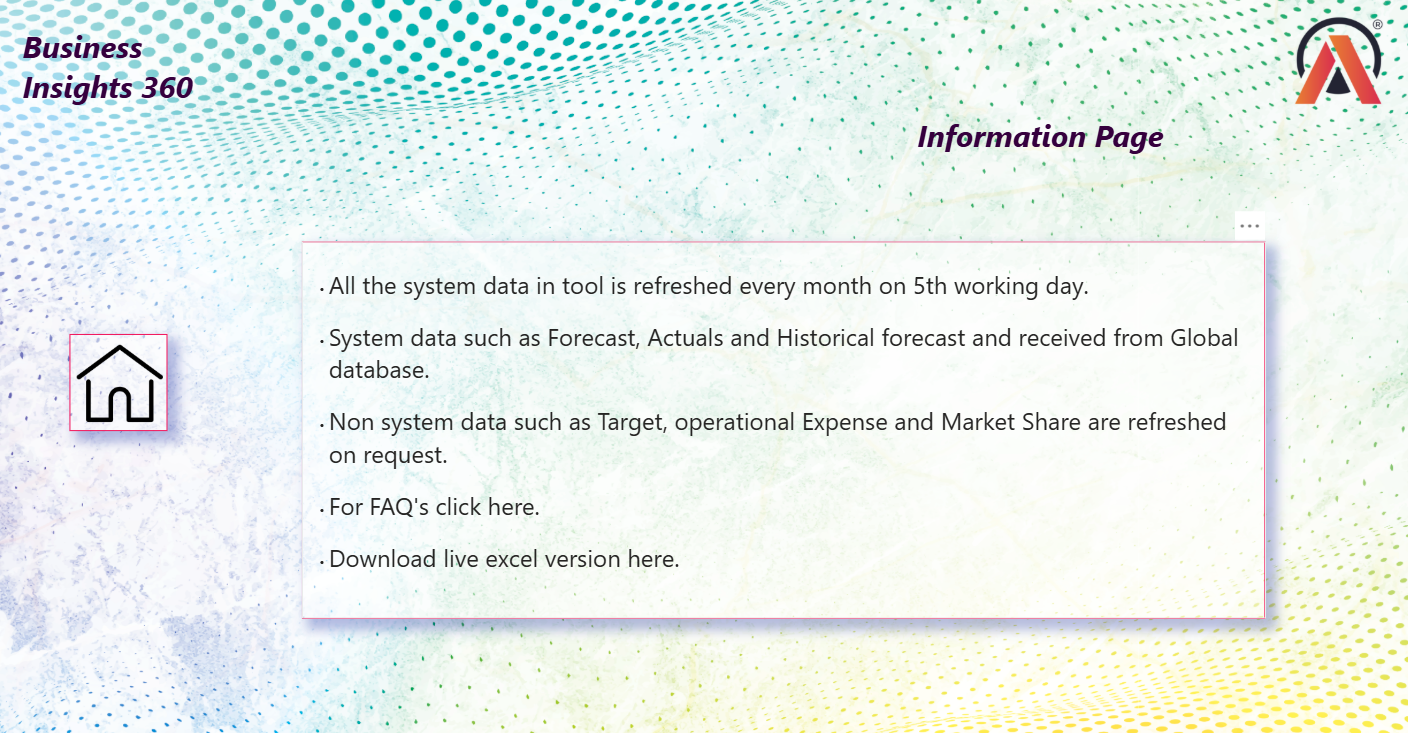 Business
Insights 360
®
Information Page
• All the system data in tool is refreshed every month on 5th working day.
• System data such as Forecast, Actuals and Historical forecast and received from Global
database.
• Non system data such as Target, operational Expense and Market Share are refreshed
on request.
• For FAQ's click here.
• Download live excel version here.